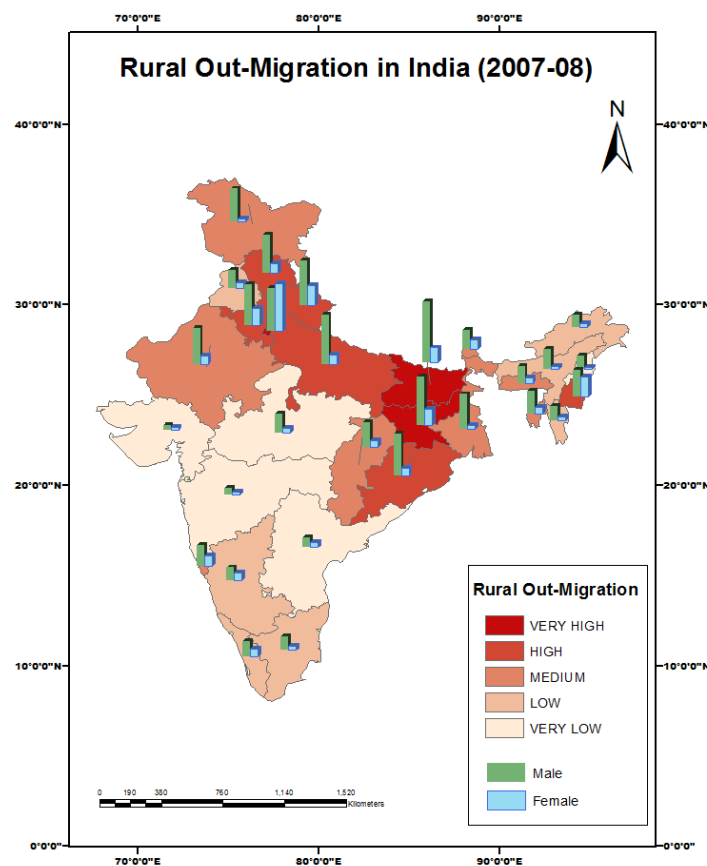 70°0'0"E 80°0'0"E 90°0'0"E
Rural Out-Migration in India (2007-08)
N
40°0'0"N 40°0'0"N
30°0'0"N 30°0'0"N
20°0'0"N 20°0'0"N
10°0'0"N 10°0'0"N
0°0'0" 0°0'0"
Rural Out-Migration
VERY HIGH
HIGH
MEDIUM
LOW
VERY LOW
Male
Female
0 190 380 760 1,140 1,520
Kilometers
70°0'0"E 80°0'0"E 90°0'0"E